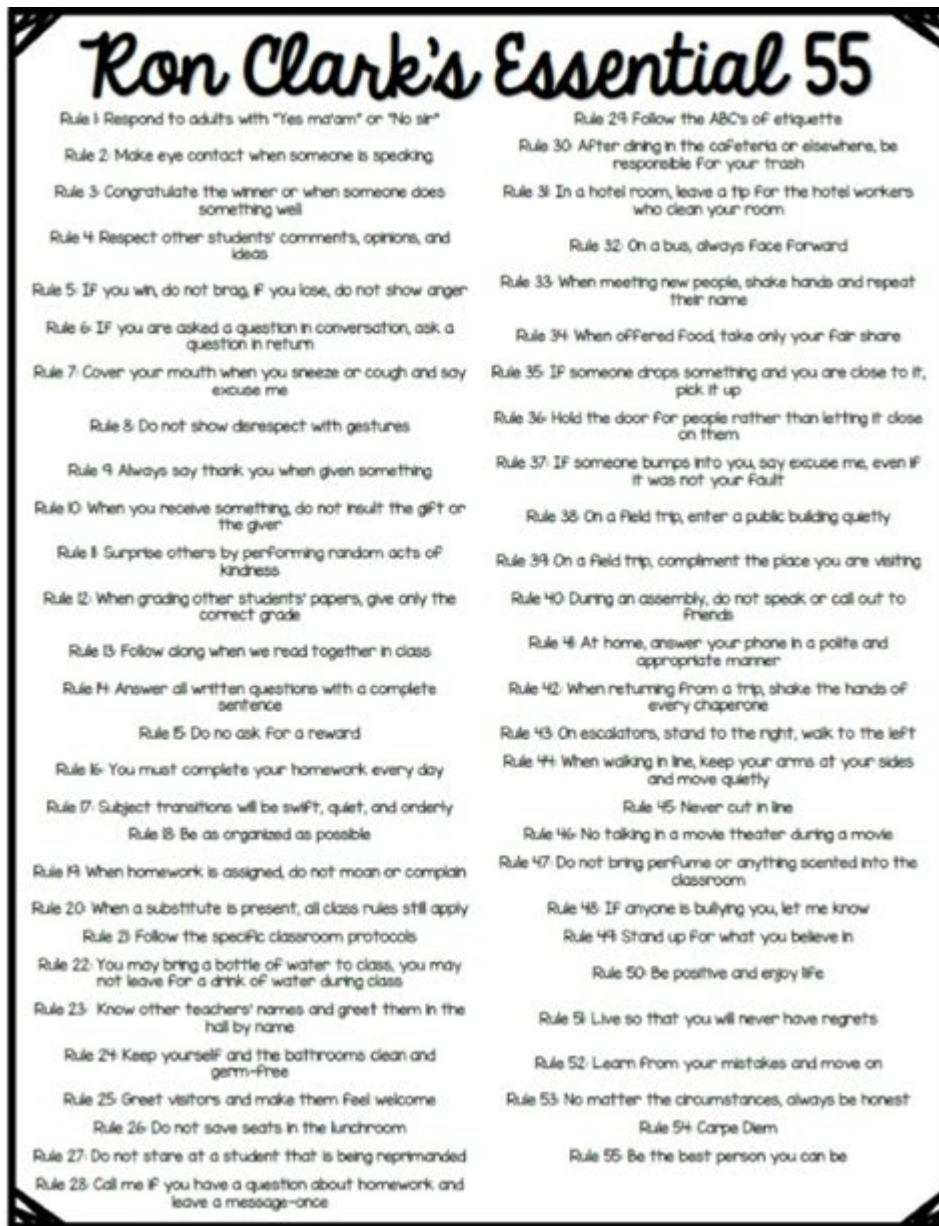 Ron Clark's Essential 55
Rule 1: Respond to adults with "Yes ma'am" or "No sir"
Rule 2: Make eye contact when someone is speaking
Rule 3: Congratulate the winner or when someone does
something well
Rule 4: Respect other students' comments, opinions, and
ideas
Rule 5: IF you win, do not brag, if you lose, do not show anger
Rule 6: IF you are asked a question in conversation, ask a
question in return
Rule 7: Cover your mouth when you sneeze or cough and say
excuse me
Rule 8: Do not show disrespect with gestures
Rule 9: Always say thank you when given something
Rule 10: When you receive something, do not insult the gift or
the giver
Rule 11: Surprise others by performing random acts of
kindness
Rule 12: When grading other students' papers, give only the
correct grade
Rule 13: Follow along when we read together in class
Rule 14: Answer all written questions with a complete
sentence
Rule 15: Do no ask for a reward
Rule 16: You must complete your homework every day
Rule 17: Subject transitions will be swift, quiet, and orderly
Rule 18: Be as organized as possible
Rule 19: When homework is assigned, do not moan or complain
Rule 20: When a substitute is present, all class rules still apply
Rule 21: Follow the specific classroom protocols
Rule 22: You may bring a bottle of water to class, you may
not leave for a drink of water during class
Rule 23: Know other teachers' names and greet them in the
hall by name
Rule 24: Keep yourself and the bathrooms clean and
germ-free
Rule 25: Greet visitors and make them feel welcome
Rule 26: Do not save seats in the lunchroom
Rule 27: Do not stare at a student that is being reprimanded
Rule 28: Call me if you have a question about homework and
leave a message-once
Rule 29: Follow the ABC's of etiquette
Rule 30: After dining in the cafeteria or elsewhere, be
responsible for your trash
Rule 31: In a hotel room, leave a tip for the hotel workers
who clean your room
Rule 32: On a bus, always face forward
Rule 33: When meeting new people, shake hands and repeat
their name
Rule 34: When offered food, take only your fair share
Rule 35: IF someone drops something and you are close to it,
pick it up
Rule 36: Hold the door for people rather than letting it close
on them
Rule 37: IF someone bumps into you, say excuse me, even if
it was not your fault
Rule 38: On a field trip, enter a public building quietly
Rule 39: On a field trip, compliment the place you are visiting
Rule 40: During an assembly, do not speak or call out to
friends
Rule 41: At home, answer your phone in a polite and
appropriate manner
Rule 42: When returning from a trip, shake the hands of
every chaperone
Rule 43: On escalators, stand to the right, walk to the left
Rule 44: When walking in line, keep your arms at your sides
and move quietly
Rule 45: Never cut in line
Rule 46: No talking in a movie theater during a movie
Rule 47: Do not bring perfume or anything scented into the
classroom
Rule 48: IF anyone is bullying you, let me know
Rule 49: Stand up for what you believe in
Rule 50: Be positive and enjoy life
Rule 51: Live so that you will never have regrets
Rule 52: Learn from your mistakes and move on
Rule 53: No matter the circumstances, always be honest
Rule 54: Carpe Diem
Rule 55: Be the best person you can be